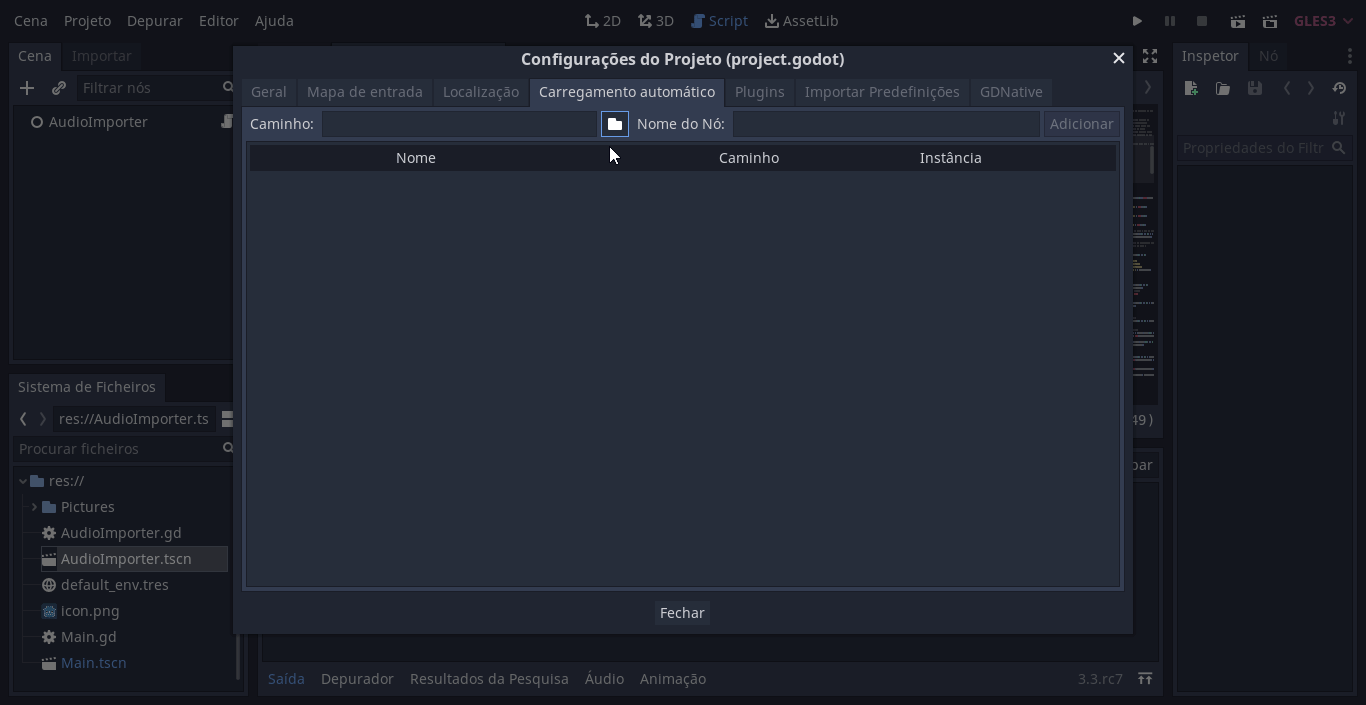 Cena Projeto Depurar Editor Ajuda 2D 3D Script AssetLib GLES3
Cena Importar
Filtrar nós
AudioImporter
Sistema de Ficheiros
res://AudioImporter.ts
Procurar ficheiros
res://
Pictures
AudioImporter.gd
AudioImporter.tscn
default_env.tres
icon.png
Main.gd
Main.tscn
Configurações do Projeto (project.godot)
Geral Mapa de entrada Localização Carregamento automático Plugins Importar Predefinições GDNative
Caminho: Nome do Nó: Adicionar
Nome Caminho Instância
Fechar
49)
par
Saída Depurador Resultados da Pesquisa Áudio Animação 3.3.rc7
Inspetor Nó
Propriedades do Filtr